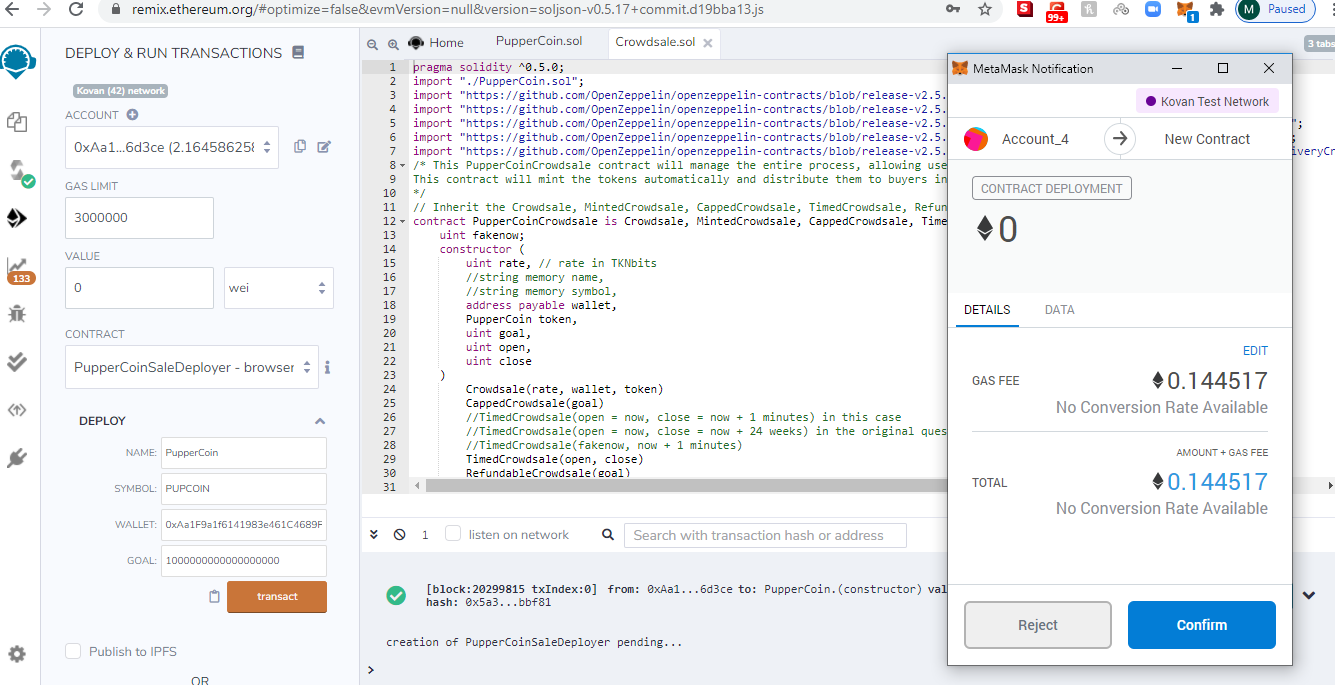 remix.ethereum.org/#optimize=false&evmVersion=null&version=soljson-v0.5.17+commit.d19bba13.js
S
99+
1
M
Paused
DEPLOY & RUN TRANSACTIONS
Kovan (42) network
ACCOUNT
0xAa1...6d3ce (2.164586258
GAS LIMIT
3000000
VALUE
0
wei
133
CONTRACT
PupperCoinSaleDeployer - browser
DEPLOY
NAME: PupperCoin
SYMBOL: PUPCOIN
WALLET: 0xAa1F9a1f6141983e461C4689F
GOAL: 1000000000000000000
transact
Publish to IPFS
OR
Home
PupperCoin.sol
Crowdsale.sol
3 tabs
1 pragma solidity ^0.5.0;
2 import "./PupperCoin.sol";
3 import "https://github.com/OpenZeppelin/openzeppelin-contracts/blob/release-v2.5.
4 import "https://github.com/OpenZeppelin/openzeppelin-contracts/blob/release-v2.5.
5 import "https://github.com/OpenZeppelin/openzeppelin-contracts/blob/release-v2.5.
";
6 import "https://github.com/OpenZeppelin/openzeppelin-contracts/blob/release-v2.5.
;
7 import "https://github.com/OpenZeppelin/openzeppelin-contracts/blob/release-v2.5.
iveryCr
8 /* This PupperCoinCrowdsale contract will manage the entire process, allowing use
9 This contract will mint the tokens automatically and distribute them to buyers in
10 */
11 // Inherit the Crowdsale, MintedCrowdsale, CappedCrowdsale, TimedCrowdsale, Refun
12 contract PupperCoinCrowdsale is Crowdsale, MintedCrowdsale, CappedCrowdsale, Time
13 uint fakenow;
14 constructor (
15 uint rate, // rate in TKNbits
16 //string memory name,
17 //string memory symbol,
18 address payable wallet,
19 PupperCoin token,
20 uint goal,
21 uint open,
22 uint close
23 )
24 Crowdsale(rate, wallet, token)
25 CappedCrowdsale(goal)
26 //TimedCrowdsale(open = now, close = now + 1 minutes) in this case
27 //TimedCrowdsale(open = now, close = now + 24 weeks) in the original ques
28 //TimedCrowdsale(fakenow, now + 1 minutes)
29 TimedCrowdsale(open, close)
30 RefundableCrowdsale(goal)
31
1
listen on network
Search with transaction hash or address
[block:20299815 txIndex:0] from: 0xAa1...6d3ce to: PupperCoin.(constructor) val
hash: 0x5a3...bbf81
creation of PupperCoinSaleDeployer pending...
>
MetaMask Notification
Kovan Test Network
Account_4
New Contract
CONTRACT DEPLOYMENT
0
DETAILS
DATA
EDIT
GAS FEE
0.144517
No Conversion Rate Available
AMOUNT + GAS FEE
TOTAL
0.144517
No Conversion Rate Available
Reject
Confirm